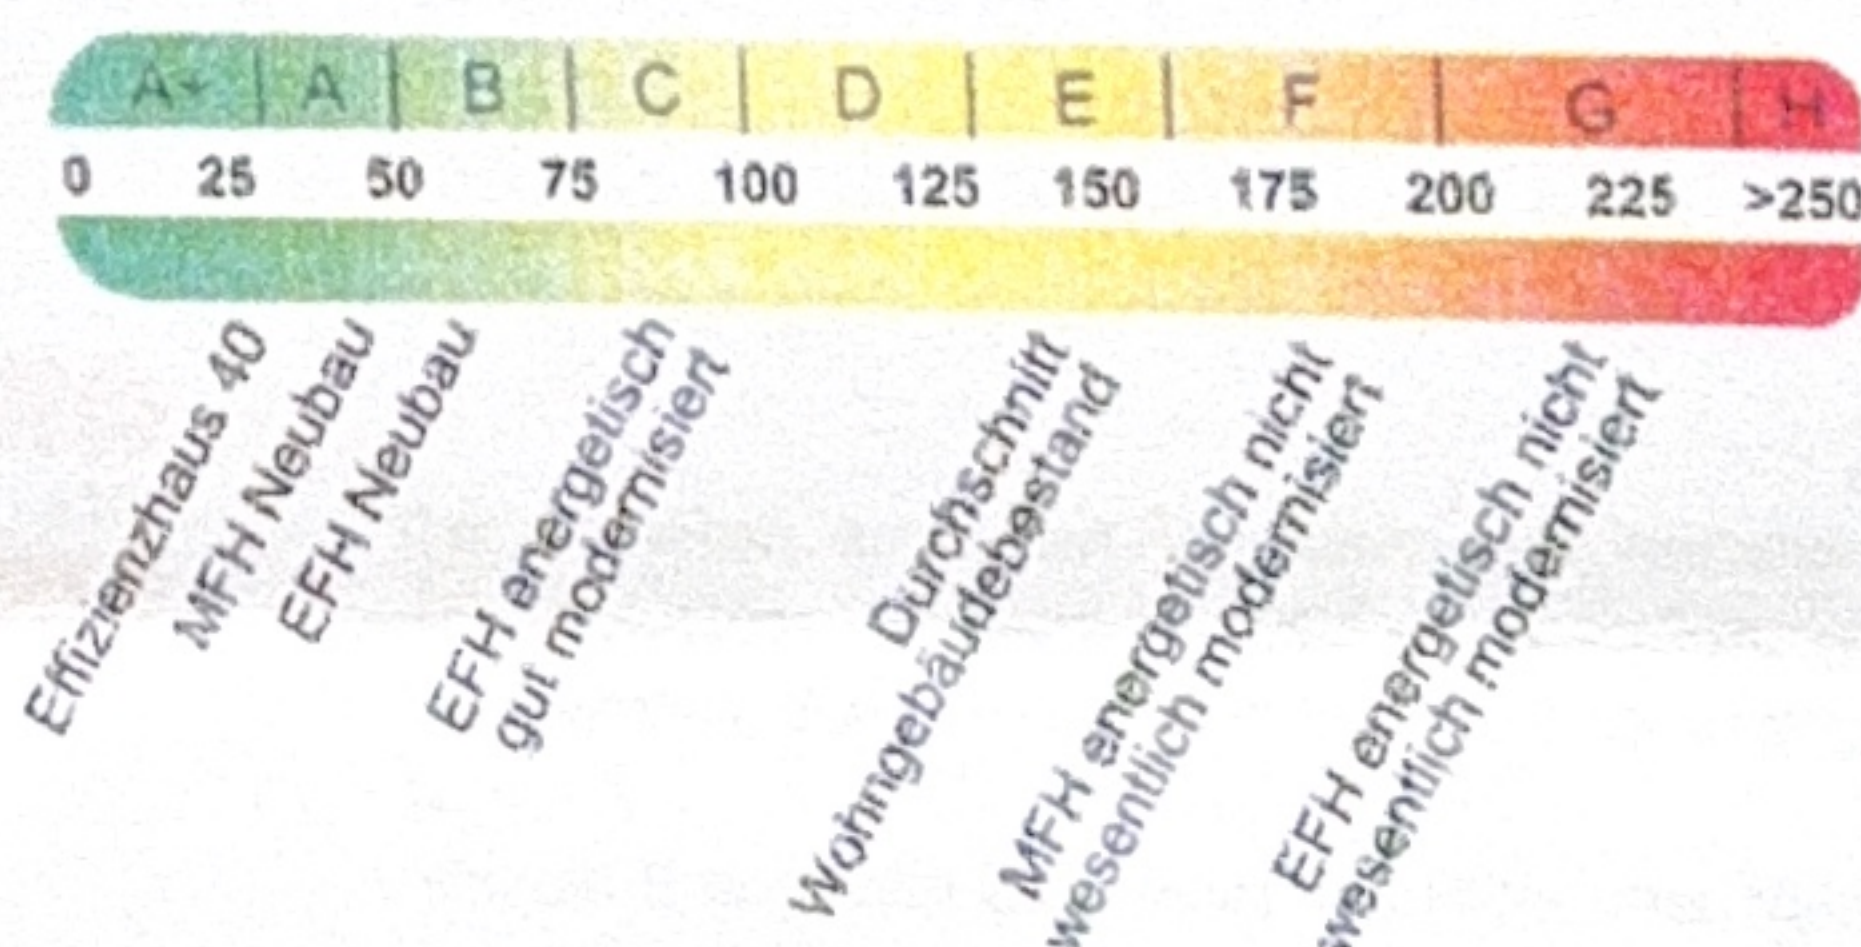 A+ A B C D E F G H
0 25 50 75 100 125 150 175 200 225 >250
Effizienzhaus 40
MFH Neubau
EFH Neubau
EFH energetisch
gut modernisiert
Durchschnitt
Wohngebäudebestand
MFH energetisch nicht
wesentlich modernisiert
EFH energetisch nicht
wesentlich modernisiert